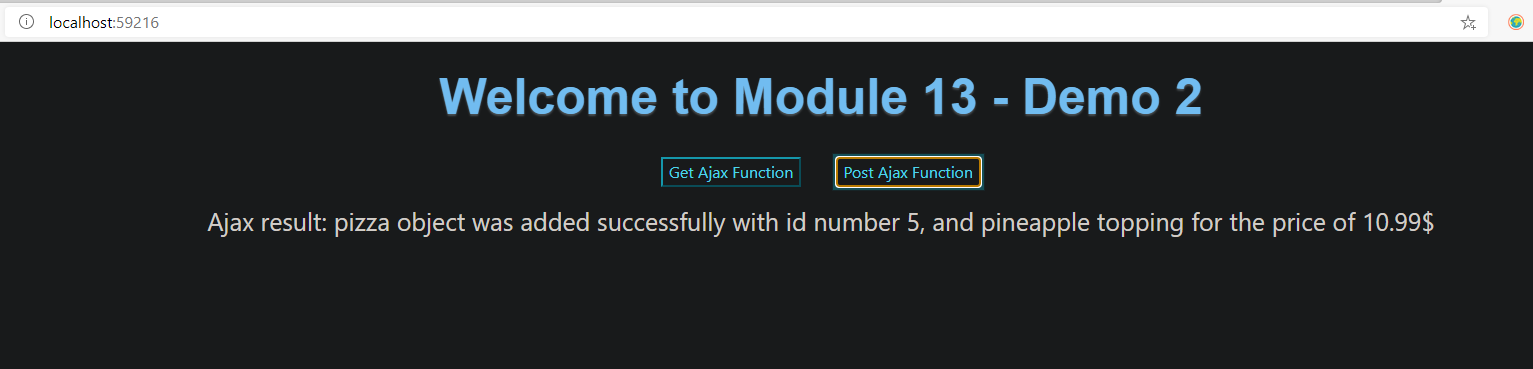 localhost:59216
Welcome to Module 13 - Demo 2
Get Ajax Function
Post Ajax Function
Ajax result: pizza object was added successfully with id number 5, and pineapple topping for the price of 10.99$